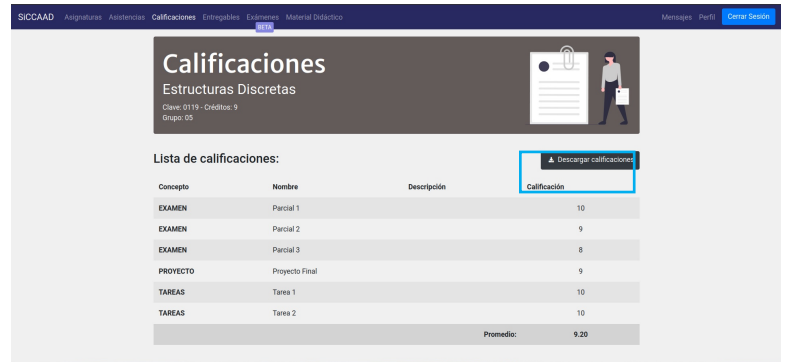 SiCCAAD Asignaturas Asistencias Calificaciones Entregables Exámenes Material Didáctico Mensajes Perfil Cerrar Sesión
BETA
Calificaciones
Estructuras Discretas
Clave: 0119 - Créditos: 9
Grupo: 05
Lista de calificaciones: Descargar calificaciones
Concepto Nombre Descripción Calificación
EXAMEN Parcial 1 10
EXAMEN Parcial 2 9
EXAMEN Parcial 3 8
PROYECTO Proyecto Final 9
TAREAS Tarea 1 10
TAREAS Tarea 2 10
Promedio: 9.20